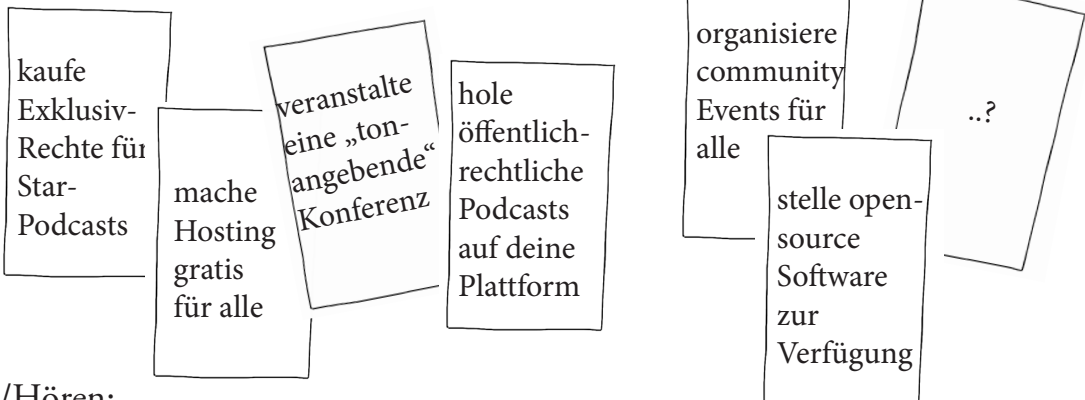 kaufe
Exklusiv-
Rechte für
Star-
Podcasts
mache
Hosting
gratis
für alle
veranstalte
eine „ton-
angebende“
Konferenz
hole
öffentlich-
rechtliche
Podcasts
auf deine
Plattform
organisiere
community
Events für
alle
stelle open-
source
Software
zur
Verfügung
..?
/Hören: